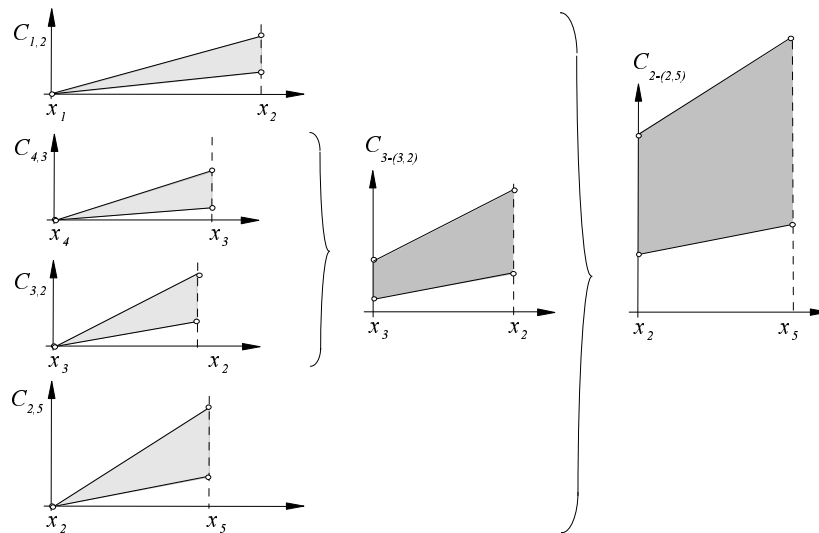 C1,2
x1 x2
C4,3
x4 x3
C3,2
x3 x2
C2,5
x2 x5
C3-(3,2)
x3 x2
C2-(2,5)
x2 x5